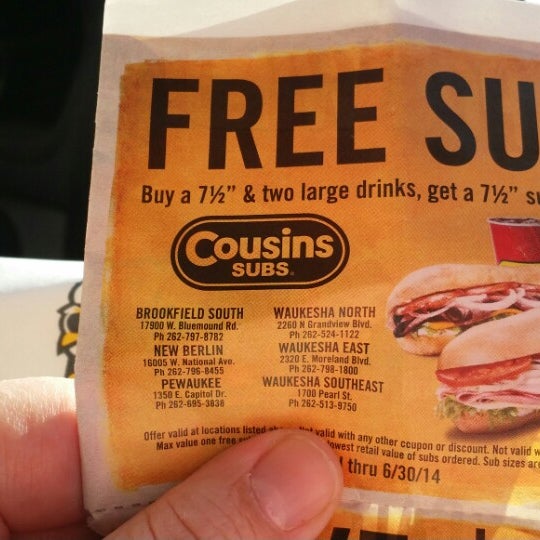 FREE SU
Buy a 7½" & two large drinks, get a 7½" su
Cousins
SUBS®
BROOKFIELD SOUTH
17900 W. Bluemound Rd.
Ph 262-797-8782
NEW BERLIN
16005 W. National Ave.
Ph 262-796-8455
PEWAUKEE
1350 E. Capitol Dr.
Ph 262-695-3838
WAUKESHA NORTH
2260 N Grandview Blvd.
Ph 262-524-1122
WAUKESHA EAST
2320 E. Moreland Blvd.
Ph 262-798-1800
WAUKESHA SOUTHEAST
1700 Pearl St.
Ph 262-513-9750
Offer valid at locations listed valid with any other coupon or discount. Not valid w
Max value one free lowest retail value of subs ordered. Sub sizes are
thru 6/30/14